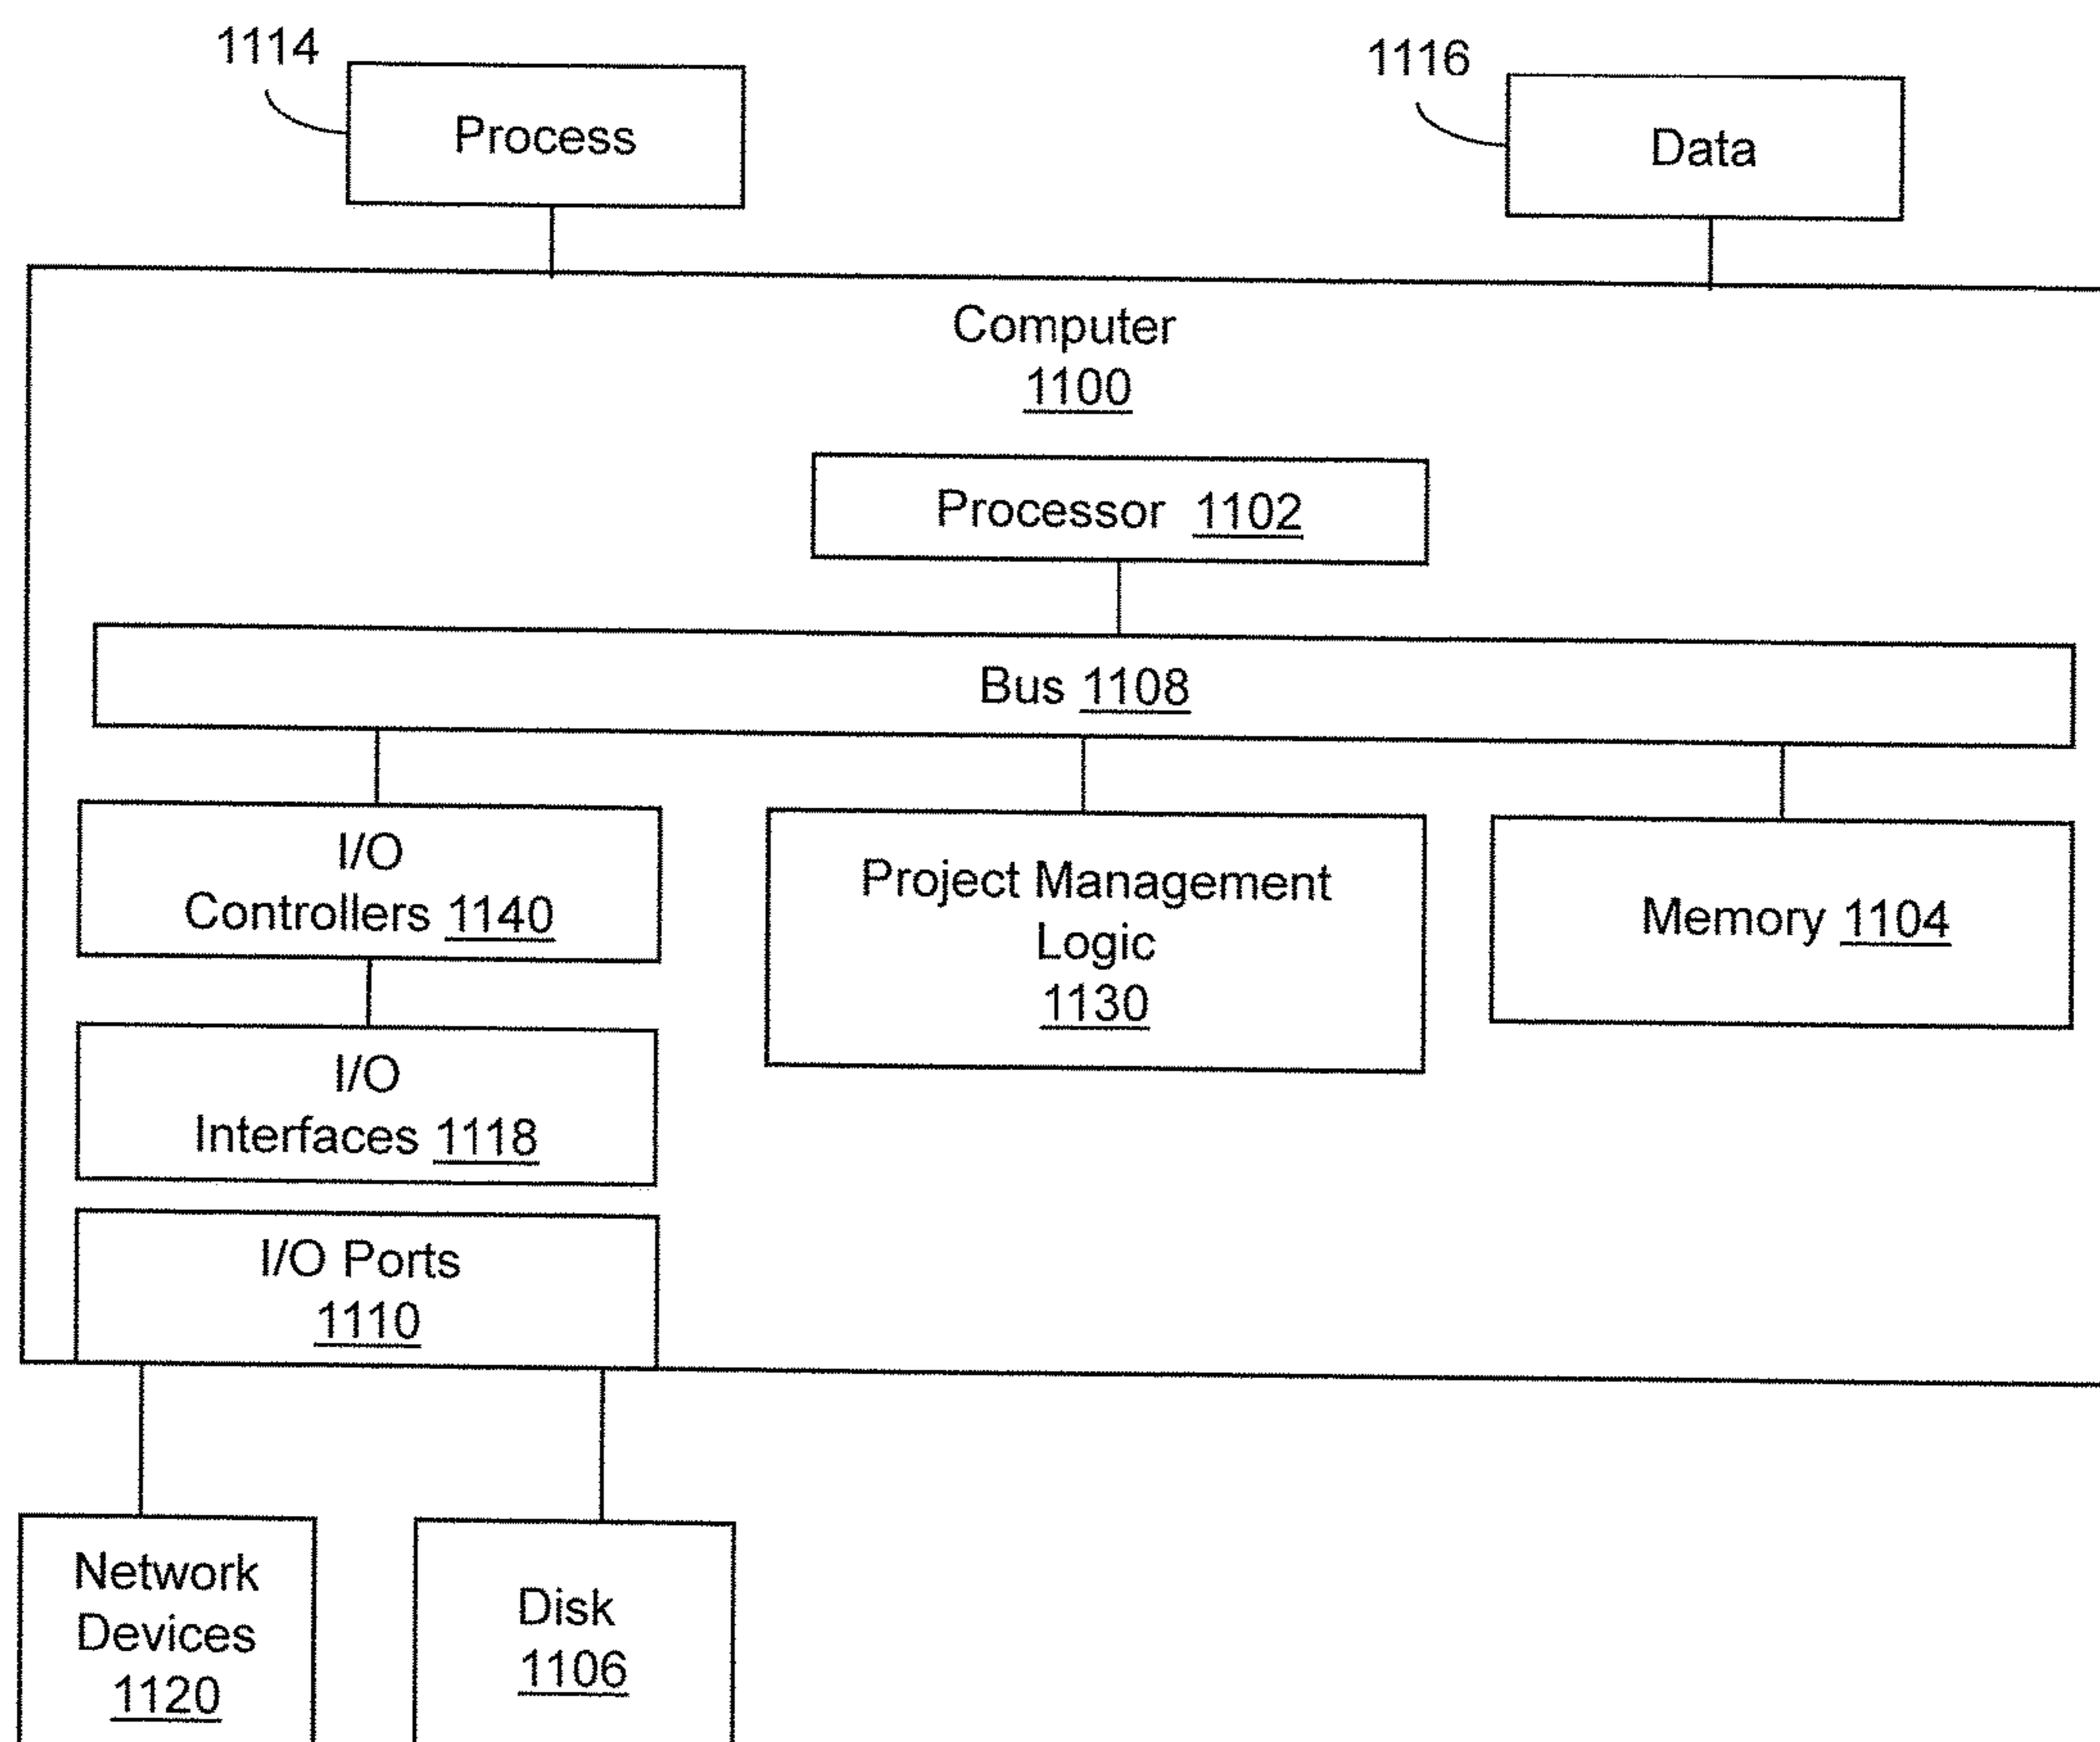 1114
Process
1116
Data
Computer
1100
Processor 1102
Bus 1108
I/O
Controllers 1140
Project Management
Logic
1130
Memory 1104
I/O
Interfaces 1118
I/O Ports
1110
Network
Devices
1120
Disk
1106